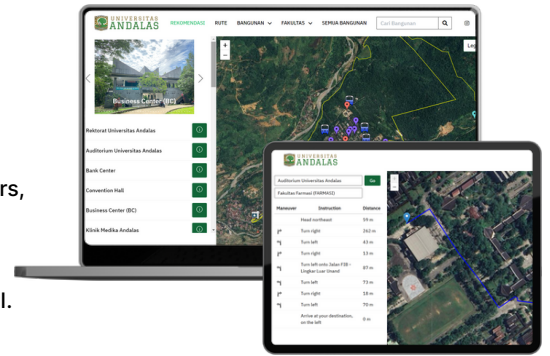 UNIVERSITAS
ANDALAS
REKOMENDASI RUTE BANGUNAN FAKULTAS SEMUA BANGUNAN Cari Bangunan
+
−
Leg
Business Center (BC)
Rektorat Universitas Andalas
Auditorium Universitas Andalas
Bank Center
Convention Hall
Business Center (BC)
Klinik Medika Andalas
rs,
l.
UNIVERSITAS
ANDALAS
Auditorium Universitas Andalas Go
Fakultas Farmasi (FARMASI)
Maneuver Instruction Distance
Head northeast 59 m
Turn right 363 m
Turn left 43 m
Turn right 13 m
Turn left onto Jalan FIB -
Lingkar Luar Unand 87 m
Turn left 73 m
Turn right 18 m
Turn left 70 m
Arrive at your destination,
on the left 0 m